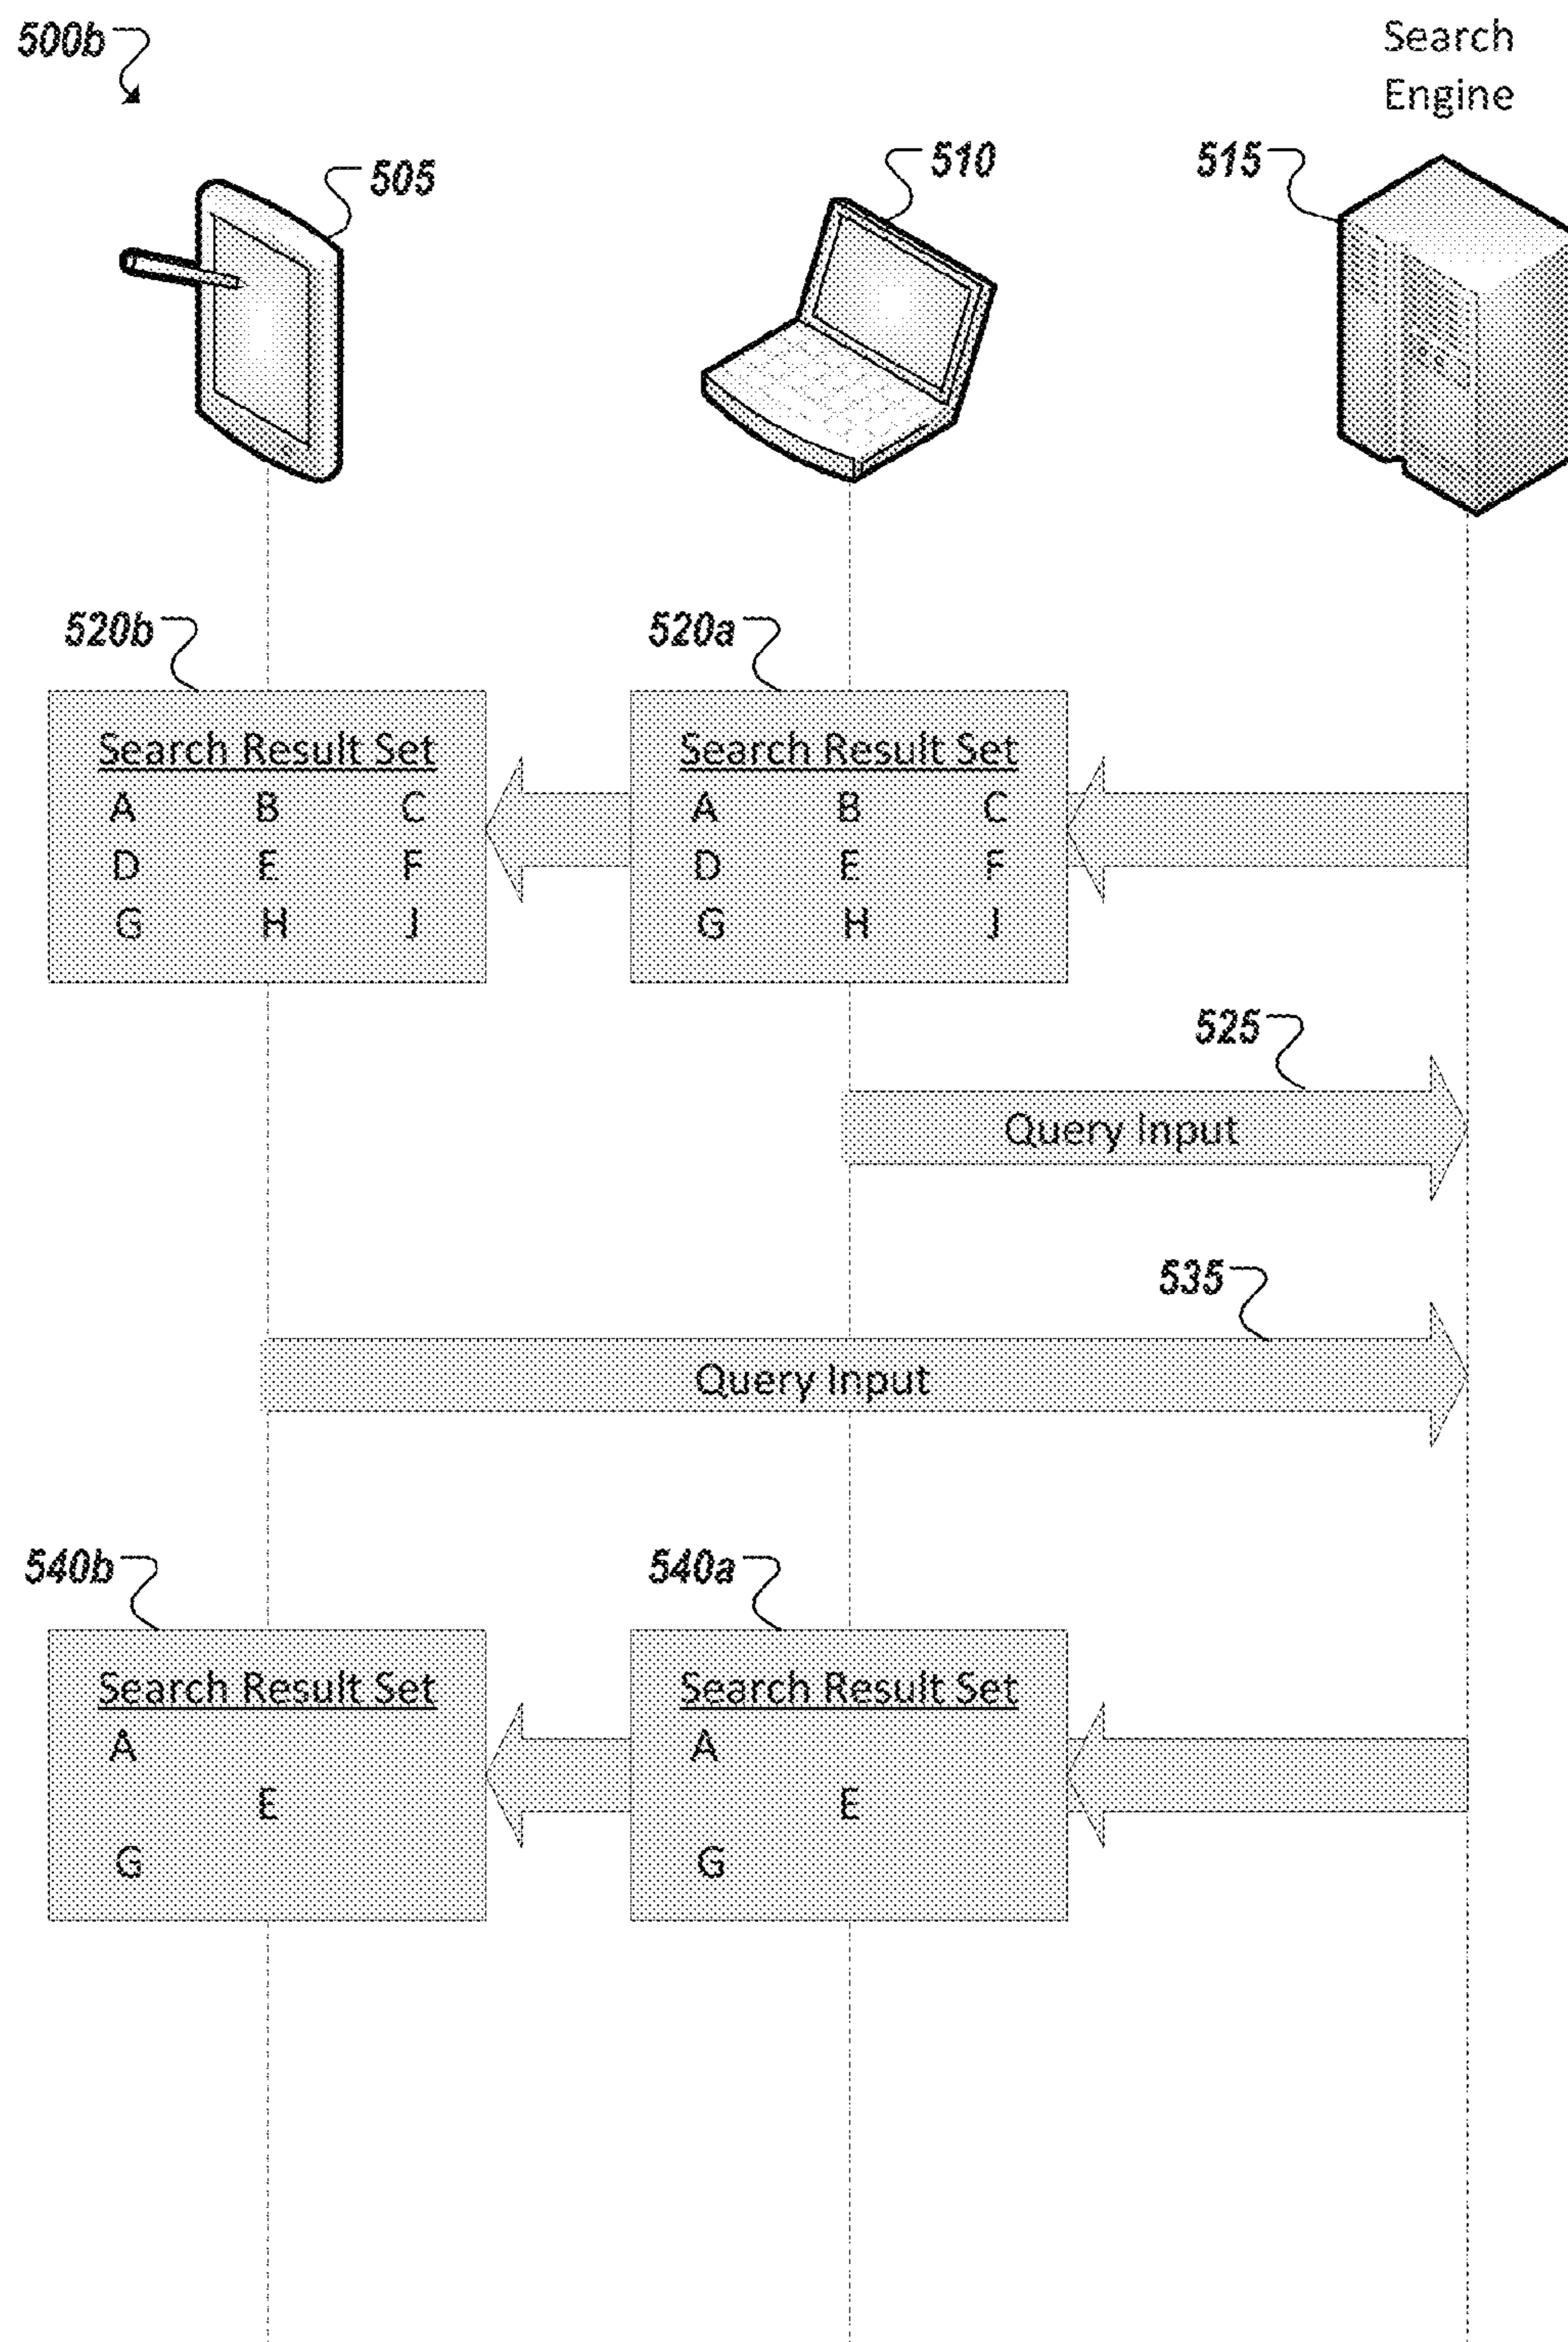 500b
Search
Engine
505
510
515
520b
520a
Search Result Set
A B C
D E F
G H J
Search Result Set
A B C
D E F
G H J
525
Query Input
535
Query Input
540b
540a
Search Result Set
A
E
G
Search Result Set
A
E
G